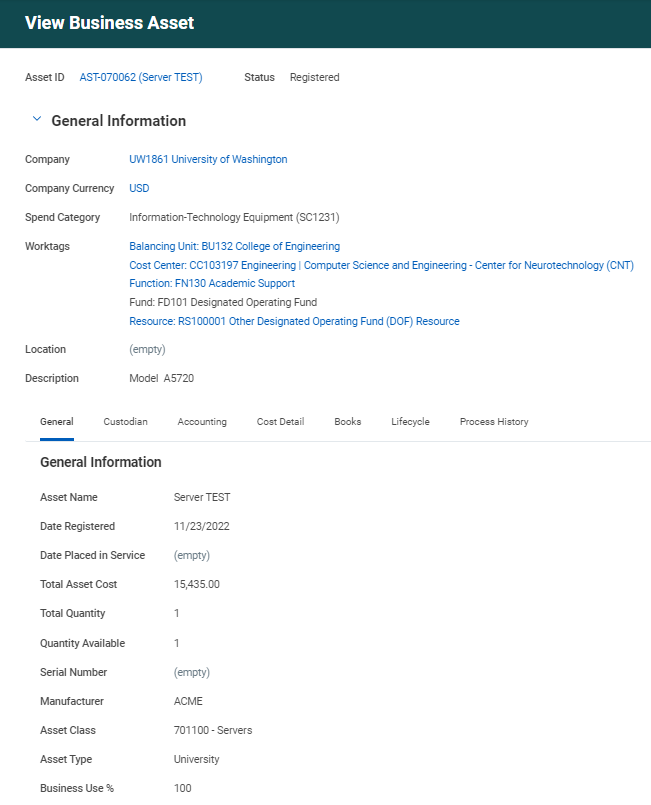 View Business Asset
Asset ID AST-070062 (Server TEST) Status Registered
General Information
Company UW1861 University of Washington
Company Currency USD
Spend Category Information-Technology Equipment (SC1231)
Worktags Balancing Unit: BU132 College of Engineering
Cost Center: CC103197 Engineering | Computer Science and Engineering - Center for Neurotechnology (CNT)
Function: FN130 Academic Support
Fund: FD101 Designated Operating Fund
Resource: RS100001 Other Designated Operating Fund (DOF) Resource
Location (empty)
Description Model A5720
General Custodian Accounting Cost Detail Books Lifecycle Process History
General Information
Asset Name Server TEST
Date Registered 11/23/2022
Date Placed in Service (empty)
Total Asset Cost 15,435.00
Total Quantity 1
Quantity Available 1
Serial Number (empty)
Manufacturer ACME
Asset Class 701100 - Servers
Asset Type University
Business Use % 100